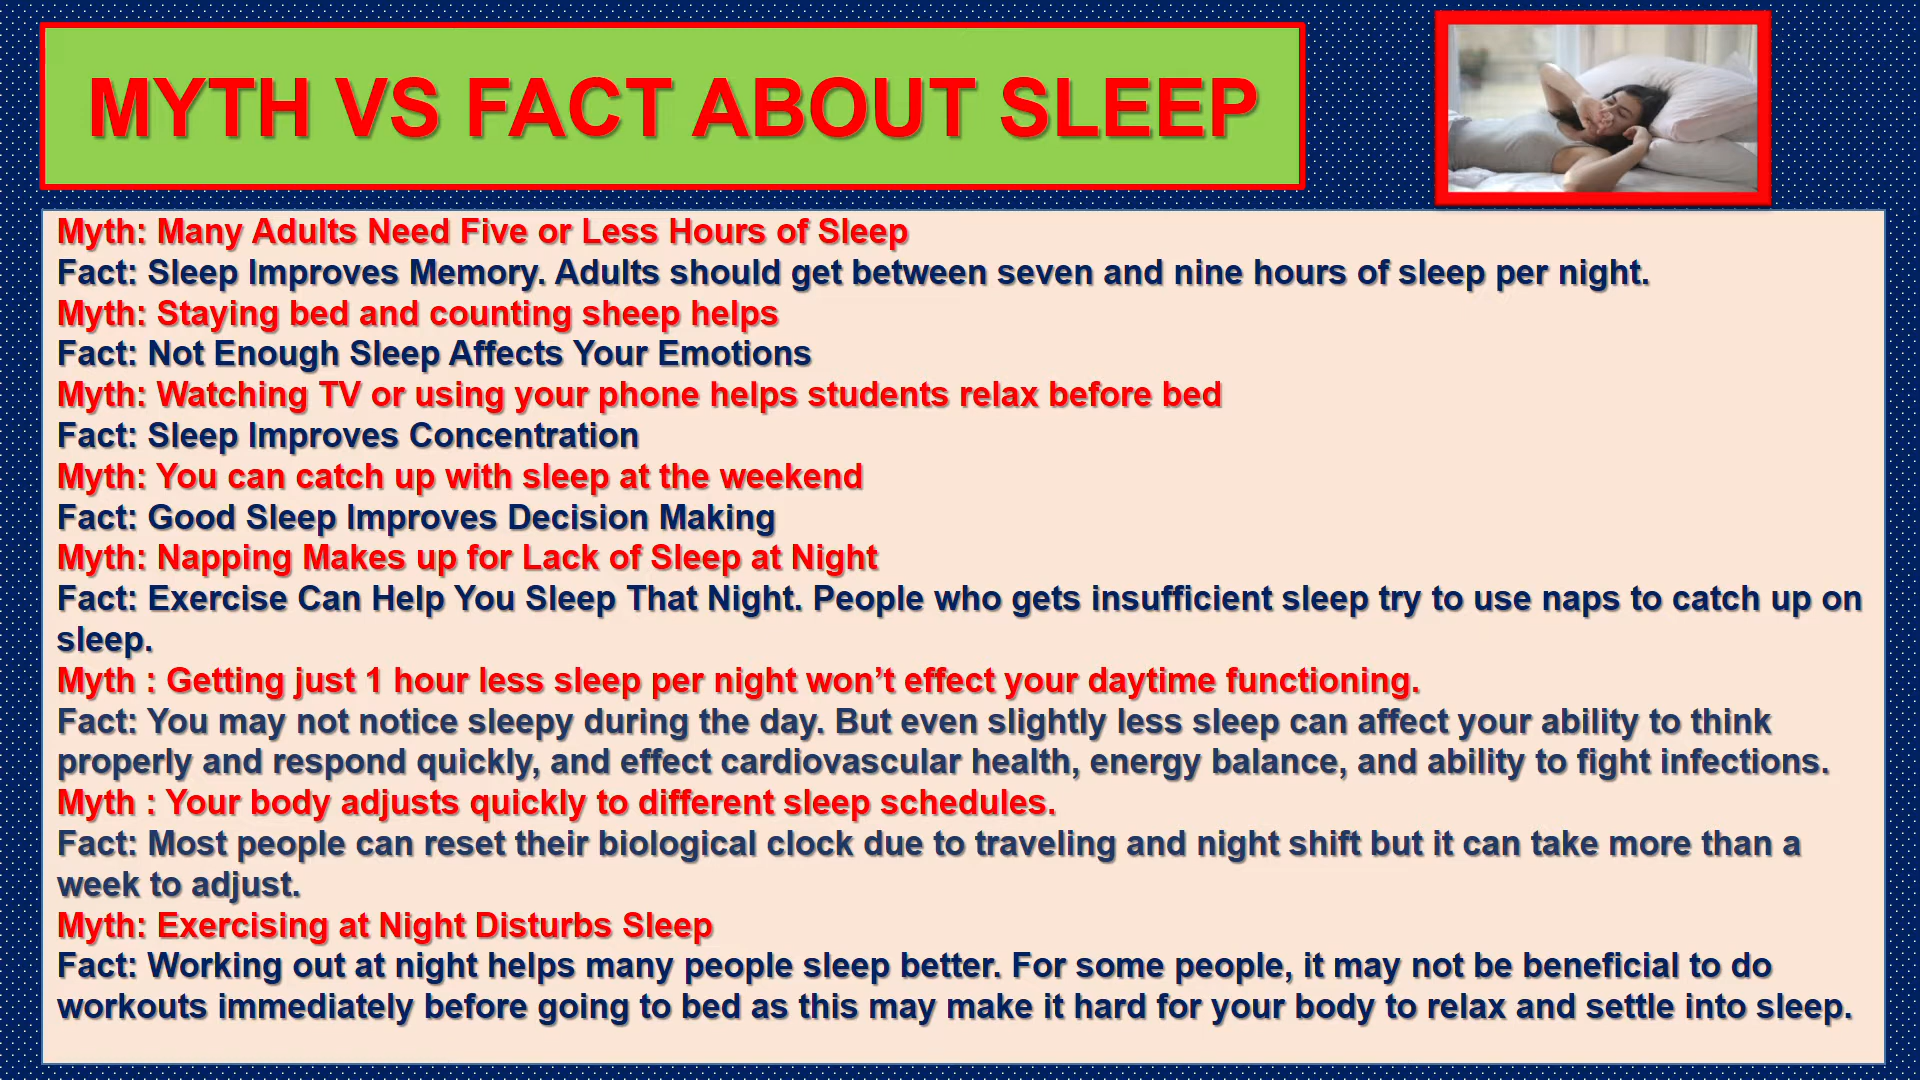 MYTH VS FACT ABOUT SLEEP
Myth: Many Adults Need Five or Less Hours of Sleep
Fact: Sleep Improves Memory. Adults should get between seven and nine hours of sleep per night.
Myth: Staying bed and counting sheep helps
Fact: Not Enough Sleep Affects Your Emotions
Myth: Watching TV or using your phone helps students relax before bed
Fact: Sleep Improves Concentration
Myth: You can catch up with sleep at the weekend
Fact: Good Sleep Improves Decision Making
Myth: Napping Makes up for Lack of Sleep at Night
Fact: Exercise Can Help You Sleep That Night. People who gets insufficient sleep try to use naps to catch up on
sleep.
Myth : Getting just 1 hour less sleep per night won’t effect your daytime functioning.
Fact: You may not notice sleepy during the day. But even slightly less sleep can affect your ability to think
properly and respond quickly, and effect cardiovascular health, energy balance, and ability to fight infections.
Myth : Your body adjusts quickly to different sleep schedules.
Fact: Most people can reset their biological clock due to traveling and night shift but it can take more than a
week to adjust.
Myth: Exercising at Night Disturbs Sleep
Fact: Working out at night helps many people sleep better. For some people, it may not be beneficial to do
workouts immediately before going to bed as this may make it hard for your body to relax and settle into sleep.